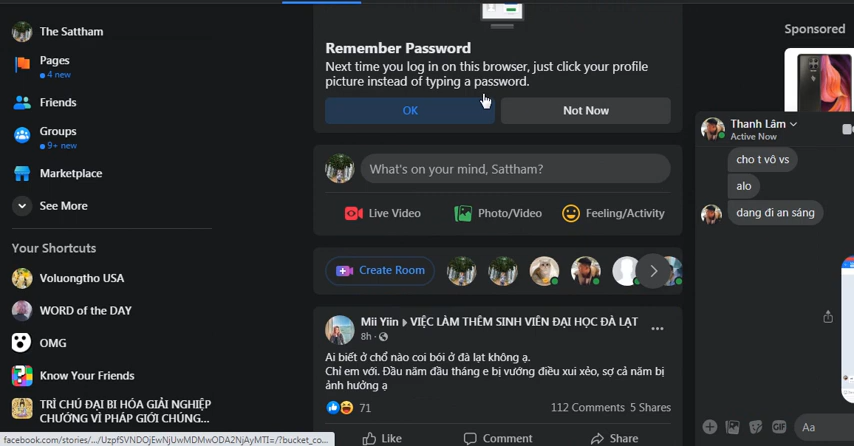 The Sattham
Pages
4 new
Friends
Groups
9+ new
Marketplace
See More
Your Shortcuts
Voluongtho USA
WORD of the DAY
OMG
Know Your Friends
TRÌ CHÚ ĐẠI BI HÓA GIẢI NGHIỆP
CHƯỚNG VÌ PHÁP GIỚI CHÚNG...
facebook.com/stories/.../UzpfSVNDOjEwNjUwMDMwODA2NjAyMTI=/?bucket_co...
Remember Password
Next time you log in on this browser, just click your profile
picture instead of typing a password.
OK
Not Now
What's on your mind, Sattham?
Live Video
Photo/Video
Feeling/Activity
Create Room
Mii Yiin ▸ VIỆC LÀM THÊM SINH VIÊN ĐẠI HỌC ĐÀ LẠT
8h ·
Ai biết ở chổ nào coi bói ở đà lạt không ạ.
Chỉ em với. Đầu năm đầu tháng e bị vướng điều xui xẻo, sợ cả năm bị
ảnh hưởng ạ
71
112 Comments 5 Shares
Like
Comment
Share
Sponsored
Thanh Lâm
Active Now
cho t vô vs
alo
dang đi an sáng
GIF
Aa